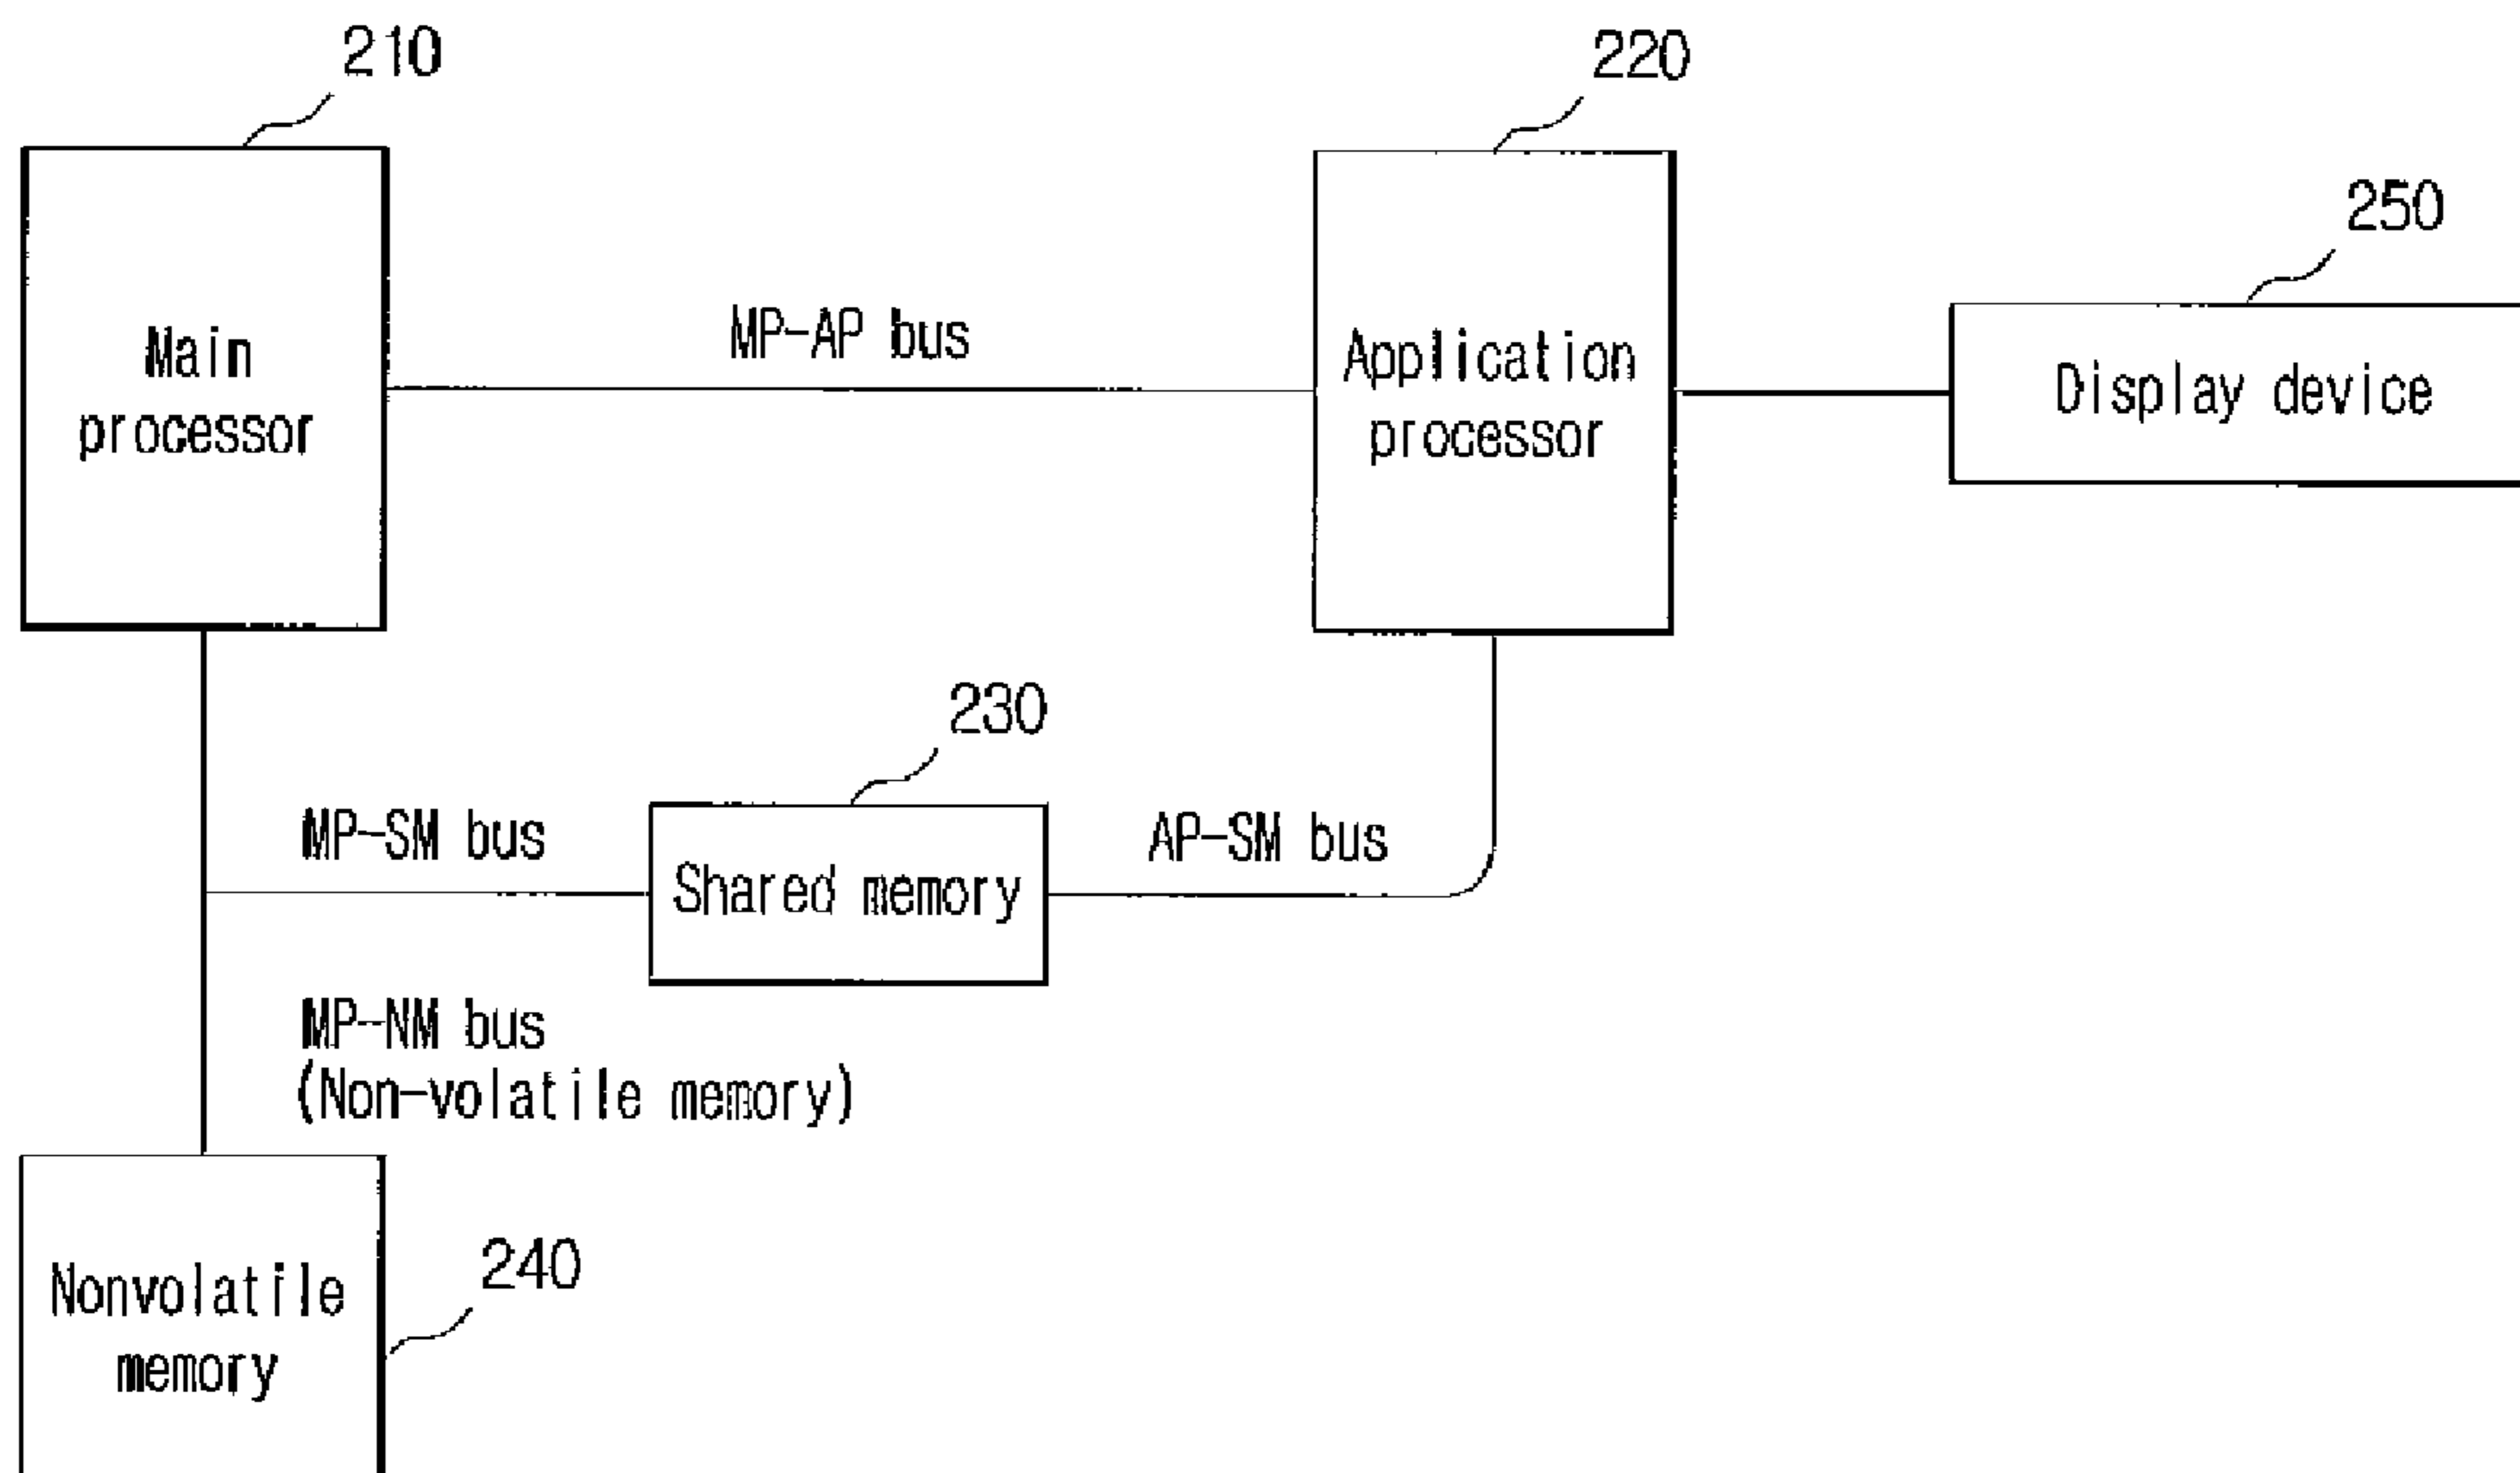 210
220
250
Main
processor
MP-AP bus
Application
processor
Display device
230
MP-SM bus
Shared memory
AP-SM bus
MP-NM bus
(Non-volatile memory)
Nonvolatile
memory
240